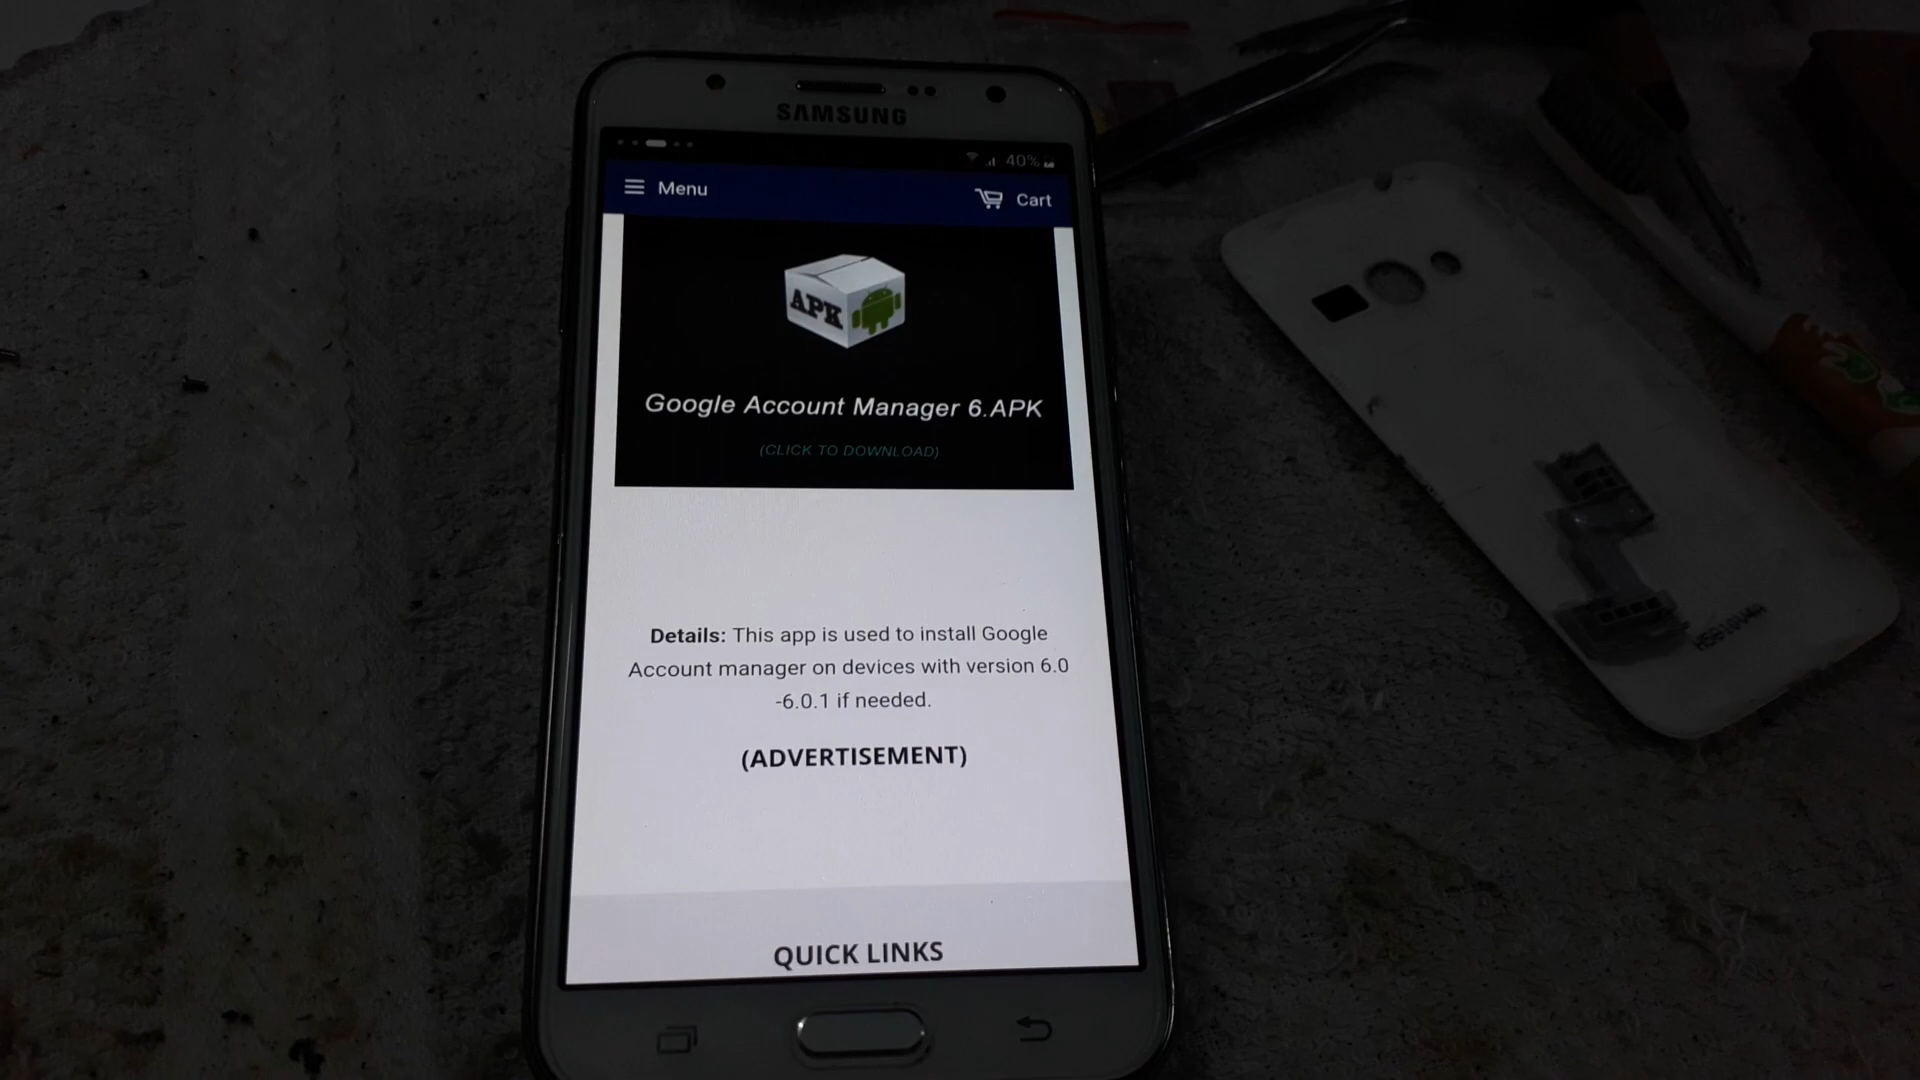 SAMSUNG
40%
Menu
Cart
APK
Google Account Manager 6.APK
(CLICK TO DOWNLOAD)
Details: This app is used to install Google
Account manager on devices with version 6.0
-6.0.1 if needed.
(ADVERTISEMENT)
QUICK LINKS